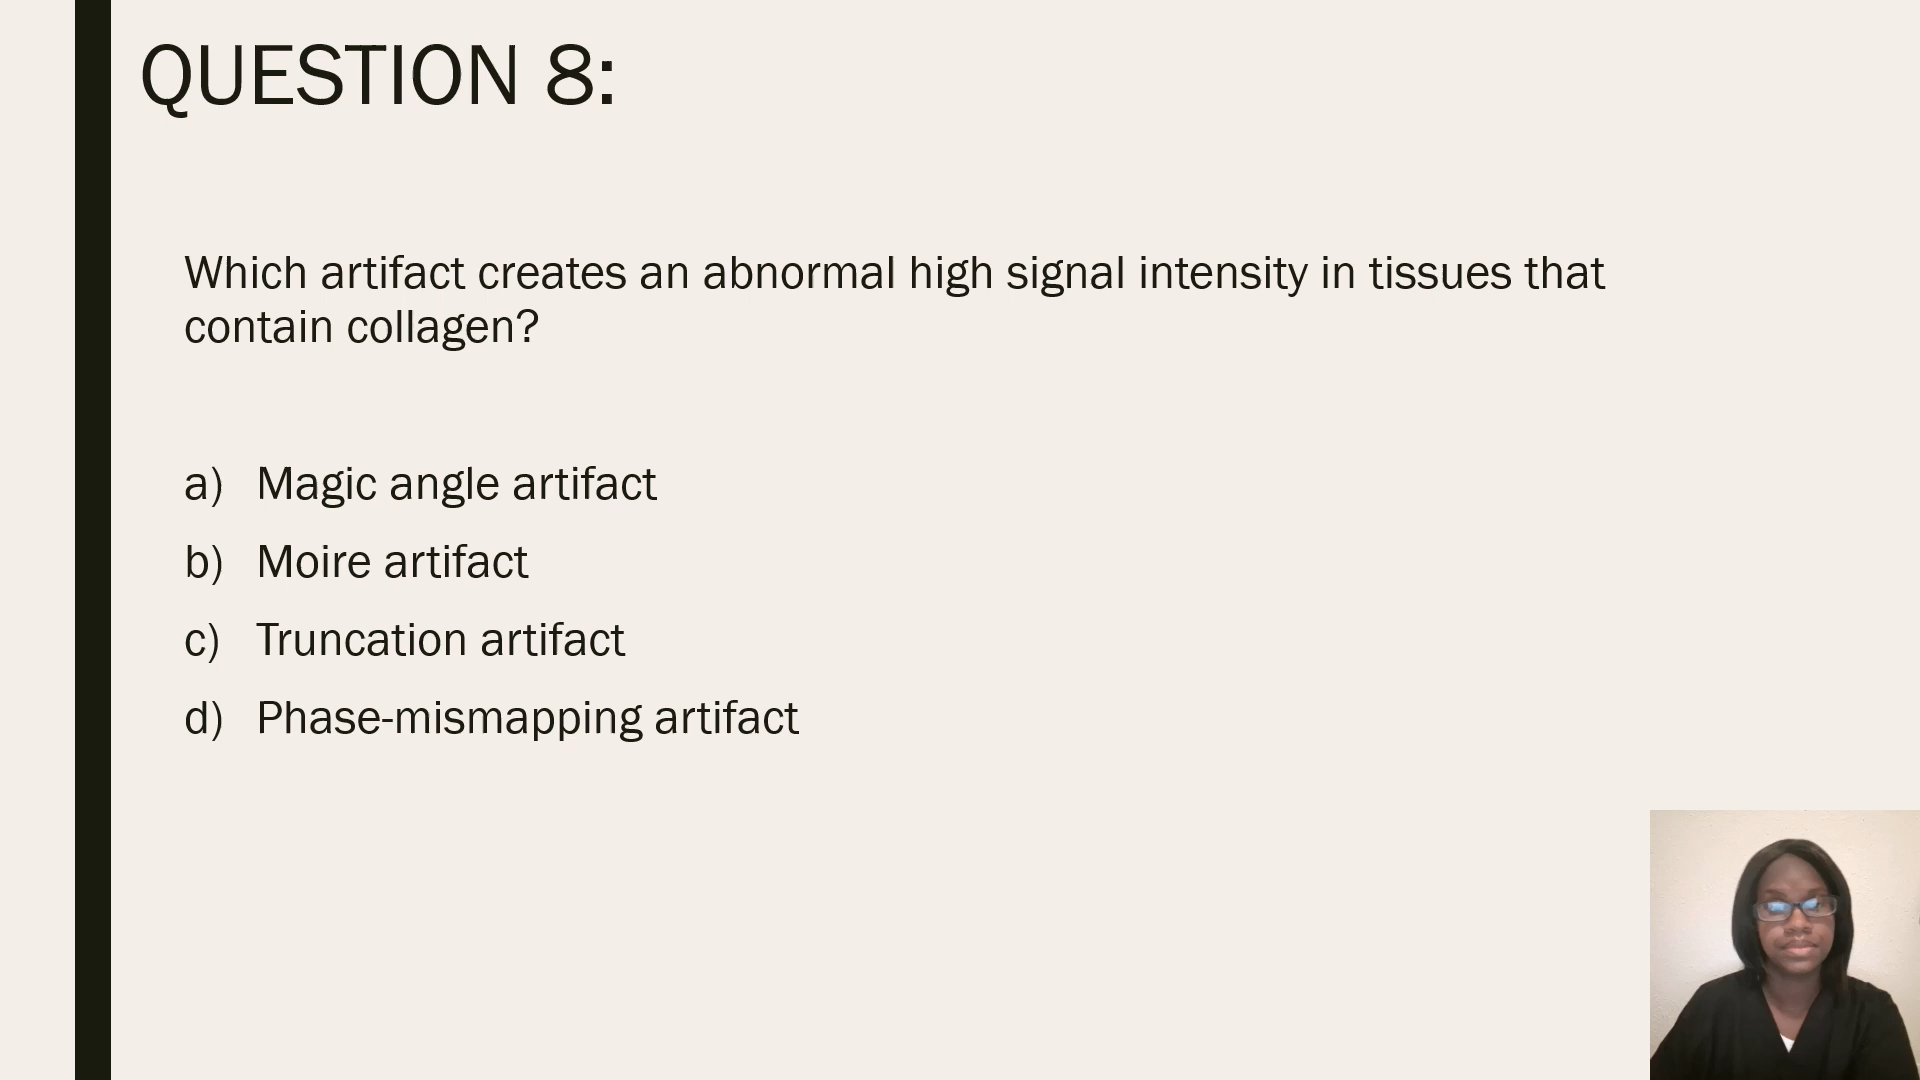 QUESTION 8:
Which artifact creates an abnormal high signal intensity in tissues that
contain collagen?
a) Magic angle artifact
b) Moire artifact
c) Truncation artifact
d) Phase-mismapping artifact